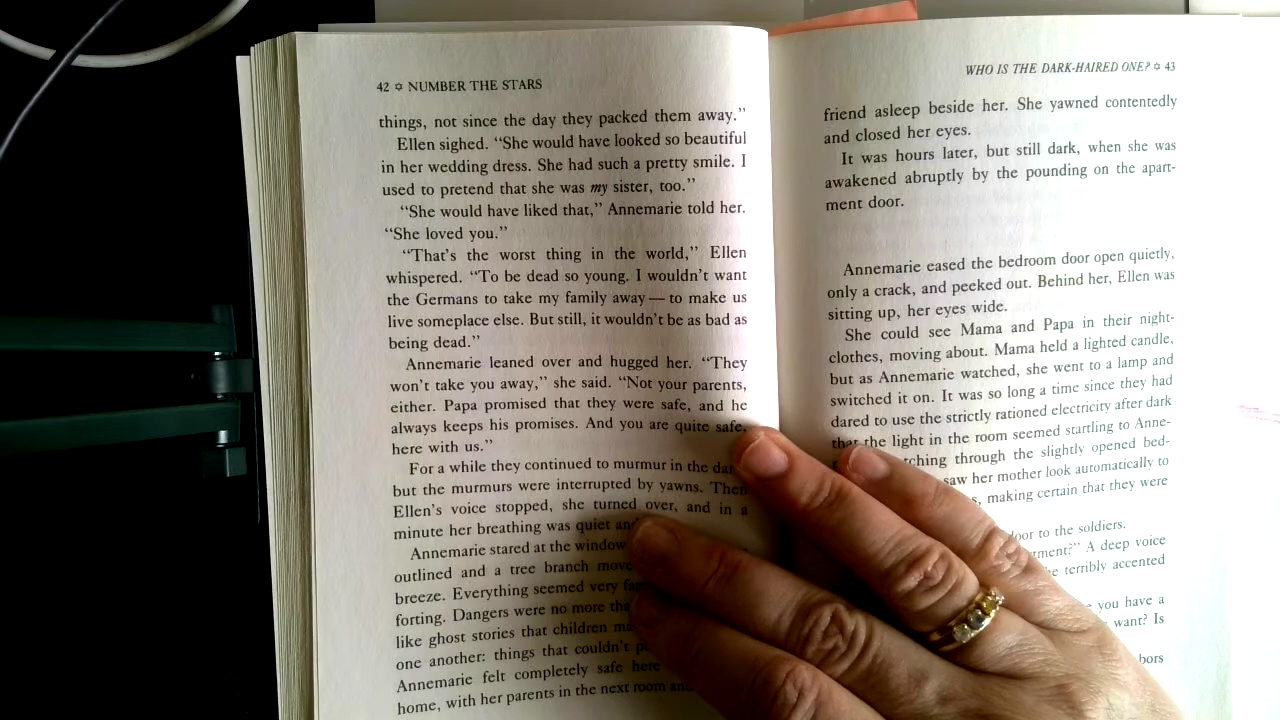 42 ✡ NUMBER THE STARS
things, not since the day they packed them away."
Ellen sighed. "She would have looked so beautiful
in her wedding dress. She had such a pretty smile. I
used to pretend that she was my sister, too."
"She would have liked that," Annemarie told her.
"She loved you."
"That's the worst thing in the world," Ellen
whispered. "To be dead so young. I wouldn't want
the Germans to take my family away — to make us
live someplace else. But still, it wouldn't be as bad as
being dead."
Annemarie leaned over and hugged her. "They
won't take you away," she said. "Not your parents,
either. Papa promised that they were safe, and he
always keeps his promises. And you are quite safe,
here with us."
For a while they continued to murmur in the
but the murmurs were interrupted by yawns. Then
Ellen's voice stopped, she turned over, and in a
minute her breathing was quiet
Annemarie stared at the window
outlined and a tree branch
breeze. Everything seemed very
forting. Dangers were no more
like ghost stories that children
one another: things that couldn't
Annemarie felt completely safe here
home, with her parents in the next room
WHO IS THE DARK-HAIRED ONE? ✡ 43
friend asleep beside her. She yawned contentedly
and closed her eyes.
It was hours later, but still dark, when she was
awakened abruptly by the pounding on the apart-
ment door.
Annemarie eased the bedroom door open quietly,
only a crack, and peeked out. Behind her, Ellen was
sitting up, her eyes wide.
She could see Mama and Papa in their night-
clothes, moving about. Mama held a lighted candle,
but as Annemarie watched, she went to a lamp and
switched it on. It was so long a time since they had
dared to use the strictly rationed electricity after dark
that the light in the room seemed startling to Anne-
through the slightly opened bed-
saw her mother look automatically to
making certain that they were
to the soldiers.
A deep voice
terribly accented
you have a
want? Is